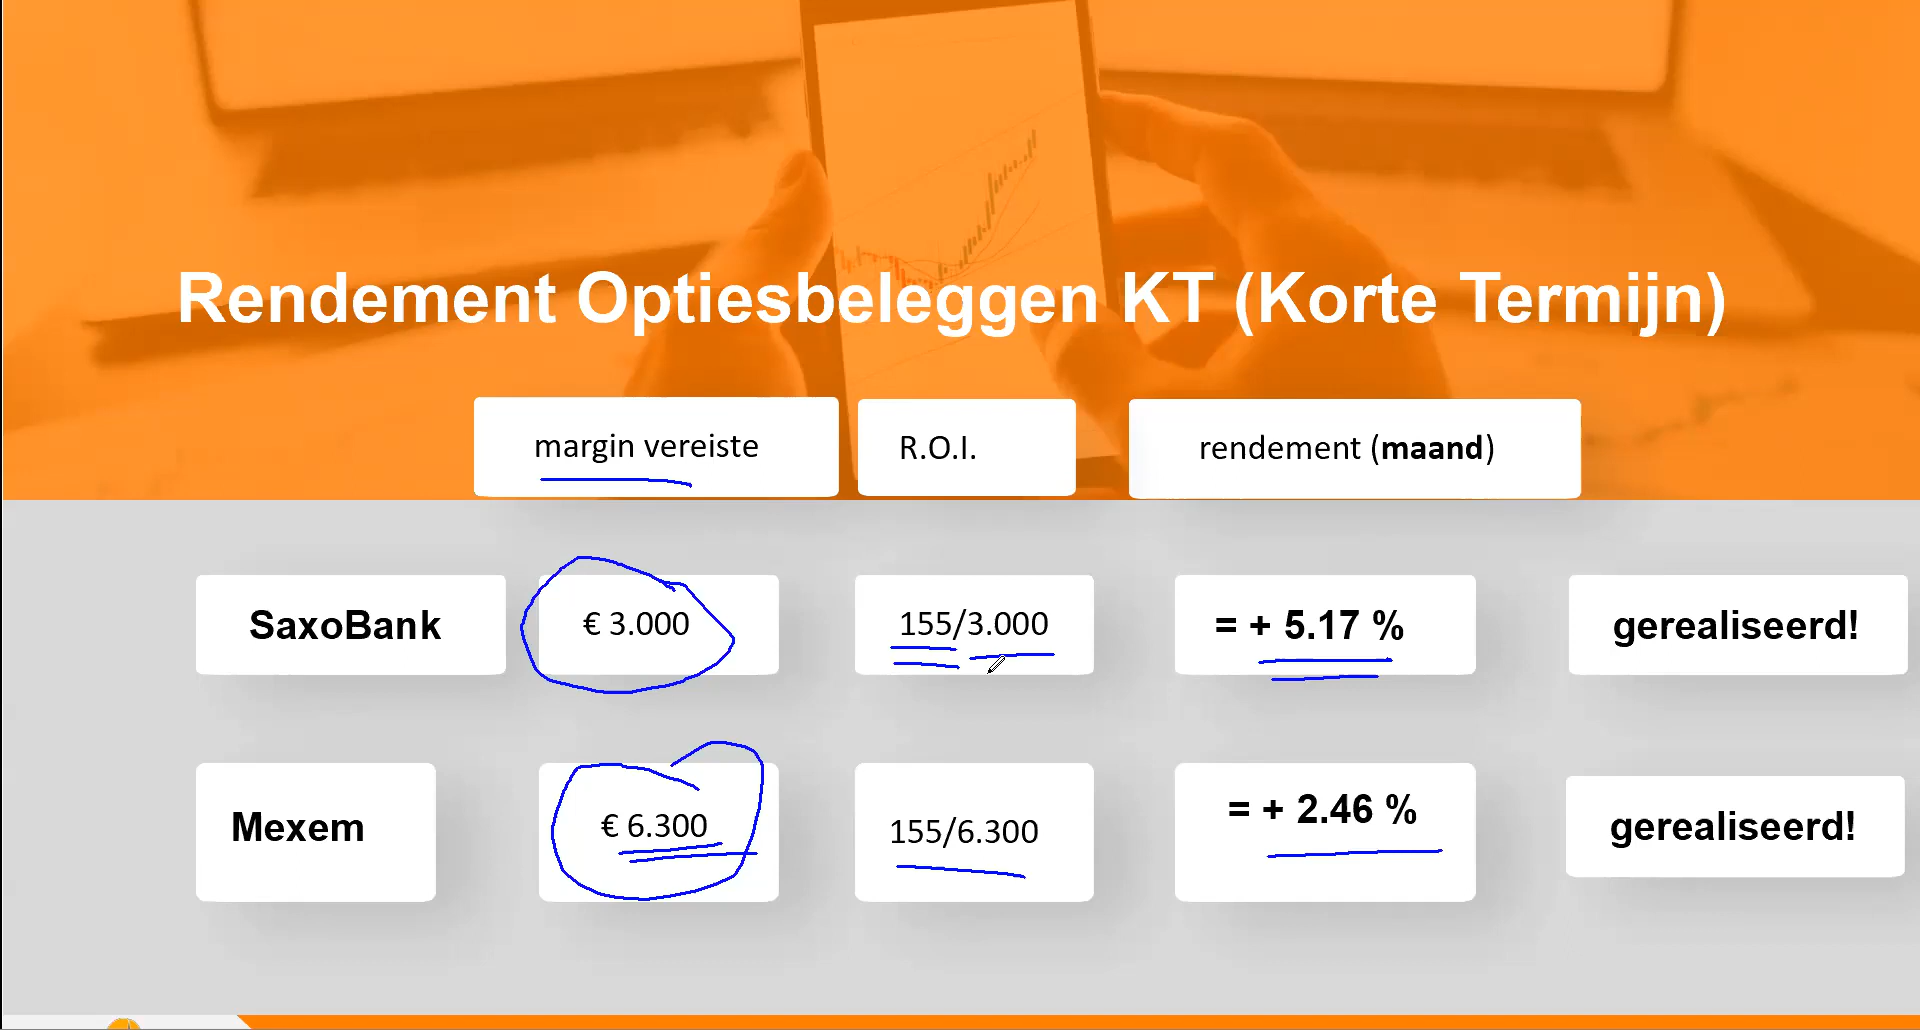 Rendement Optiesbeleggen KT (Korte Termijn)
margin vereiste
R.O.I.
rendement (maand)
SaxoBank
€ 3.000
155/3.000
= + 5.17 %
gerealiseerd!
Mexem
€ 6.300
155/6.300
= + 2.46 %
gerealiseerd!